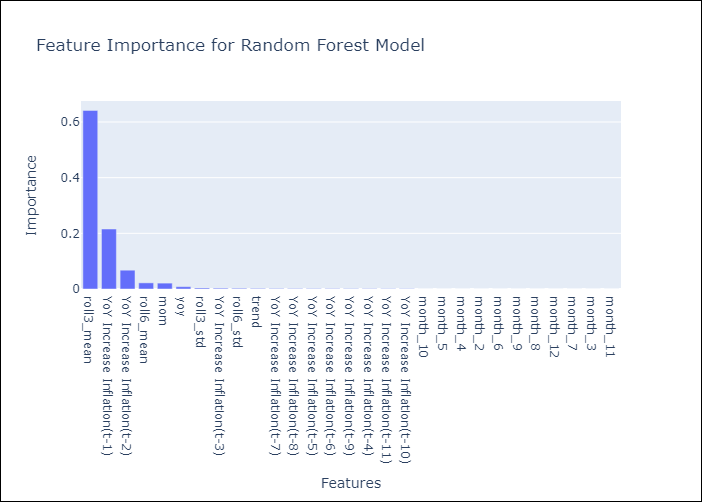 Feature Importance for Random Forest Model
Importance
0.6
0.4
0.2
0
roll3_mean
YoY Increase Inflation(t-1)
YoY Increase Inflation(t-2)
roll6_mean
mom
yoy
roll3_std
YoY Increase Inflation(t-3)
roll6_std
trend
YoY Increase Inflation(t-7)
YoY Increase Inflation(t-8)
YoY Increase Inflation(t-5)
YoY Increase Inflation(t-6)
YoY Increase Inflation(t-9)
YoY Increase Inflation(t-4)
YoY Increase Inflation(t-11)
YoY Increase Inflation(t-10)
month_10
month_5
month_4
month_2
month_6
month_9
month_8
month_12
month_7
month_3
month_11
Features